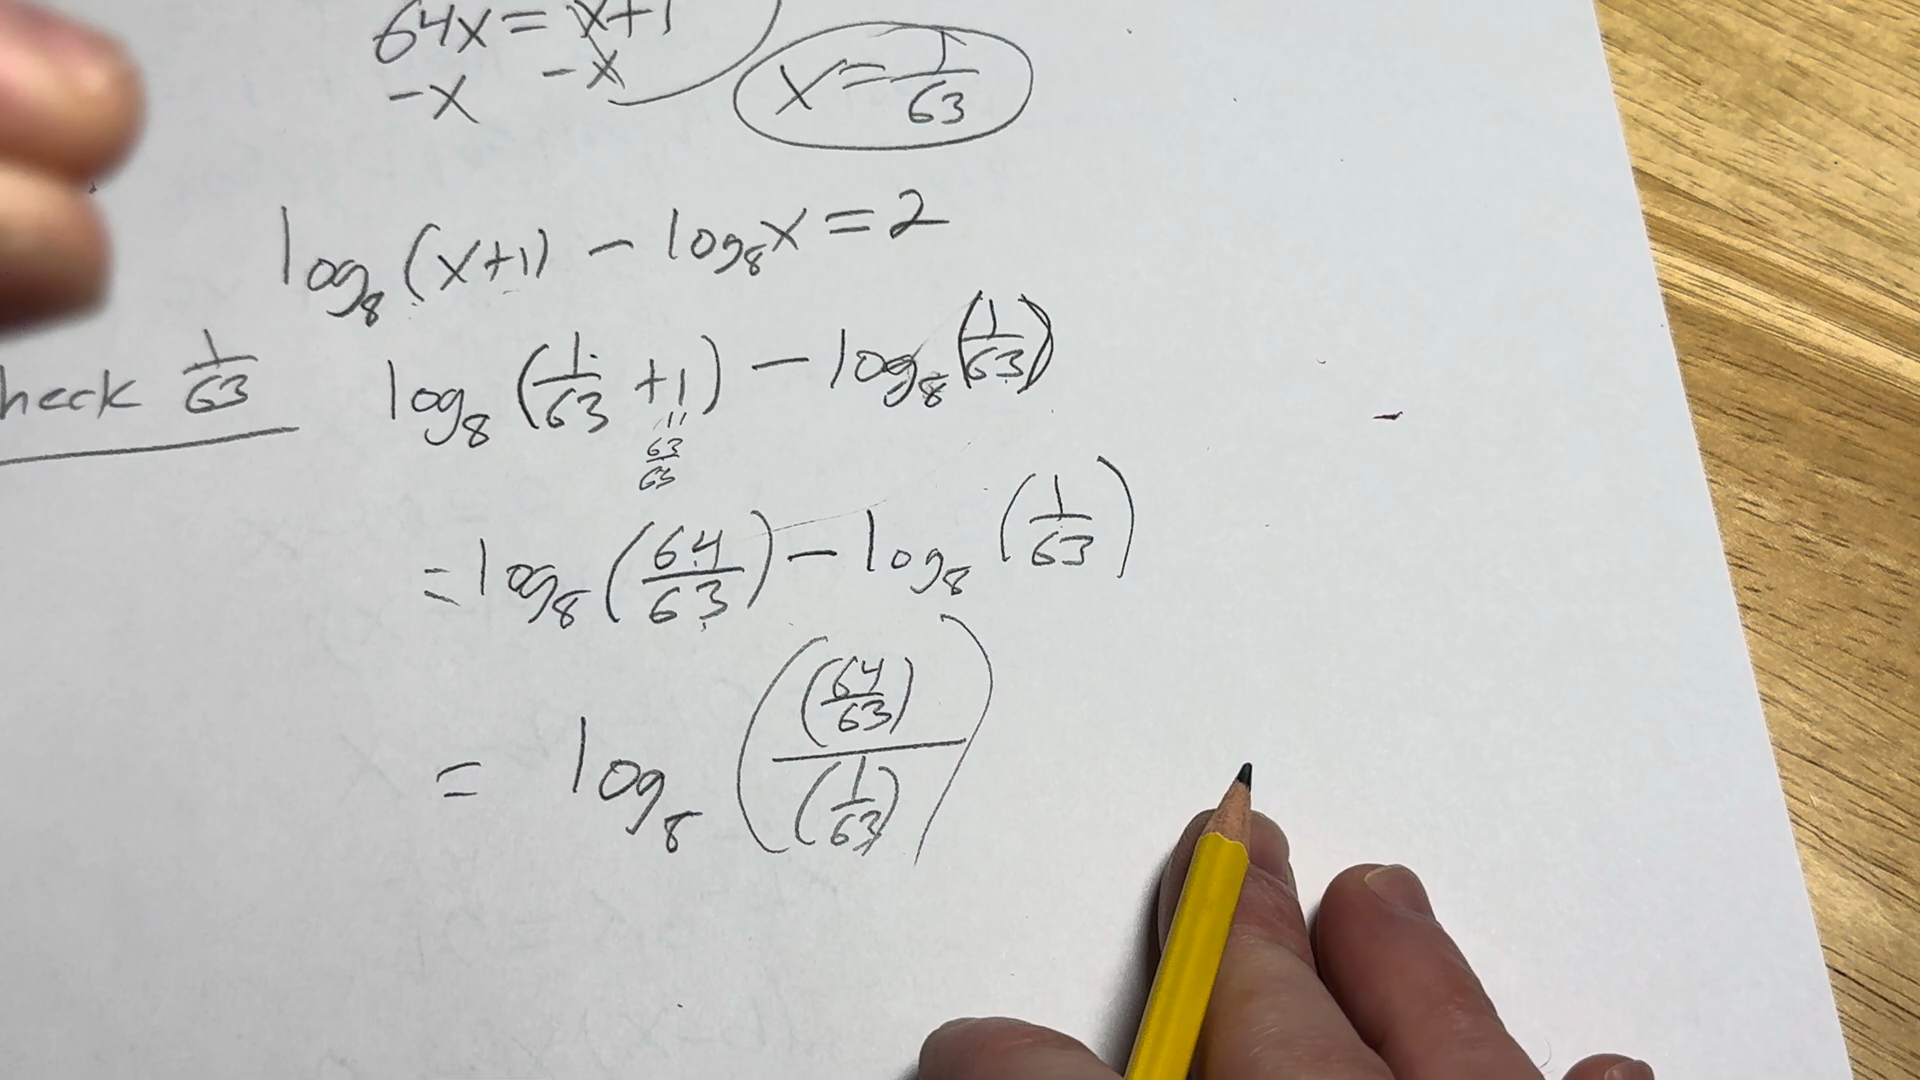 64x = x+1
-x -x
x = 1/63
log₈(x+1) - log₈x = 2
heck 1/63
log₈(1/63 + 1) - log₈(1/63)
"
63/63
= log₈(64/63) - log₈(1/63)
= log₈((64/63)/(1/63))